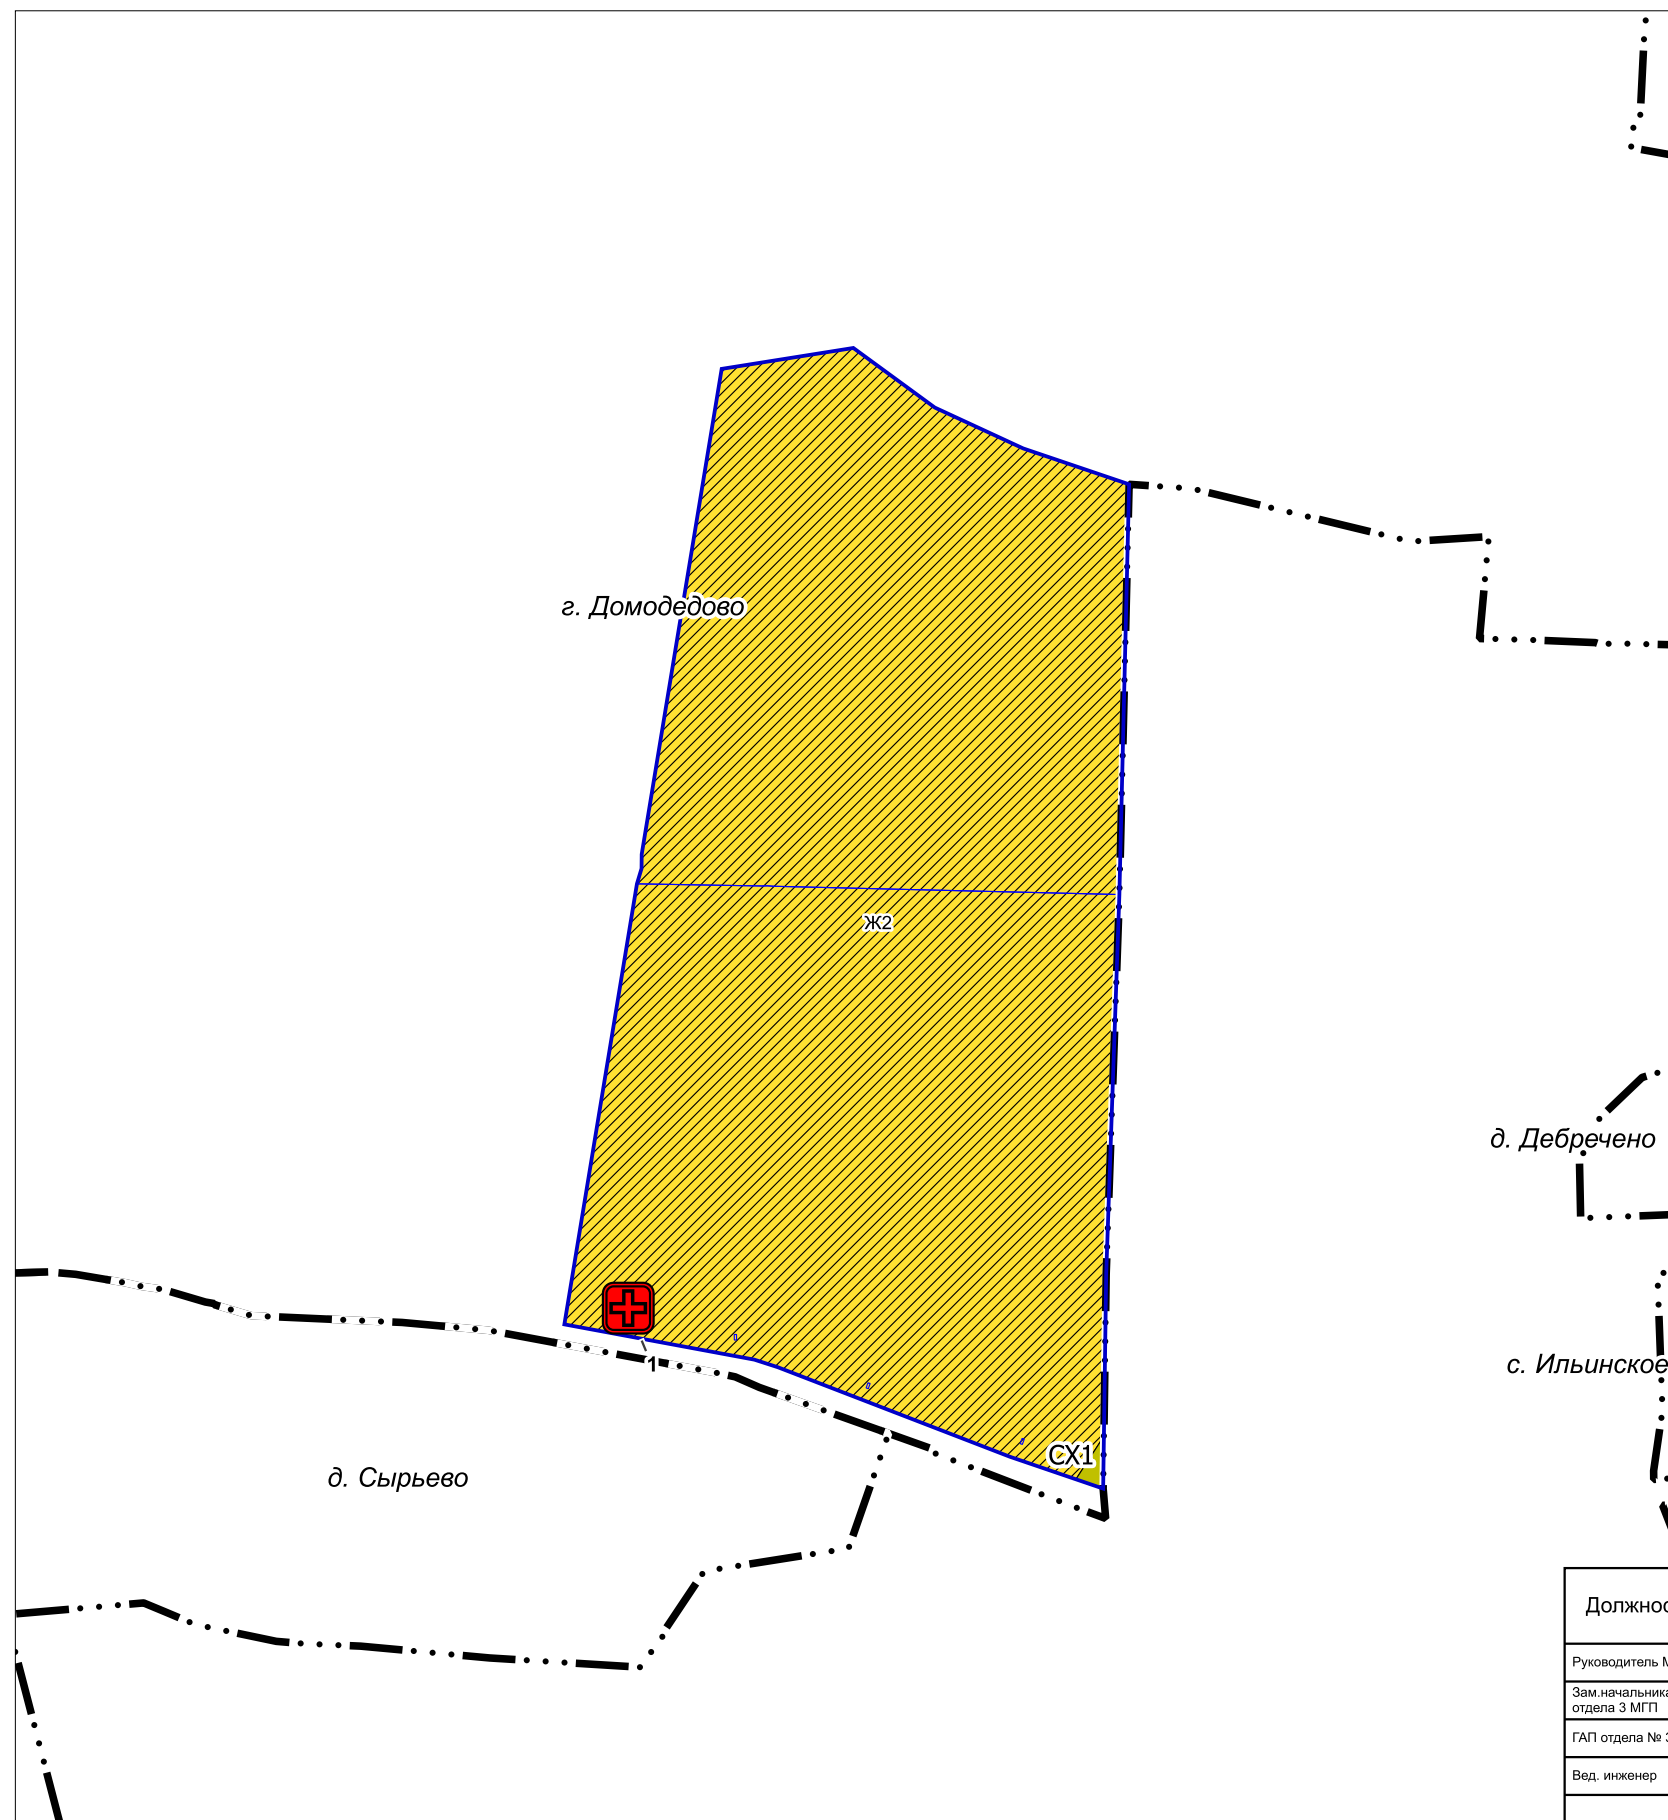 г. Домодедово
Ж2
д. Дебречено
1
с. Ильинское
СХ1
д. Сырьево
Руководитель
Зам.начальника
отдела 3 МГП
ГАП отдела №
Вед. инженер